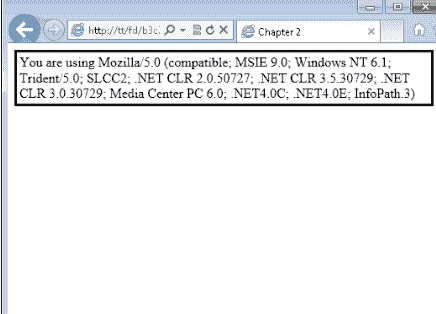 http://tt/fd/b3c.
Chapter 2
You are using Mozilla/5.0 (compatible; MSIE 9.0; Windows NT 6.1;
Trident/5.0; SLCC2; .NET CLR 2.0.50727; .NET CLR 3.5.30729; .NET
CLR 3.0.30729; Media Center PC 6.0; .NET4.0C; .NET4.0E; InfoPath.3)